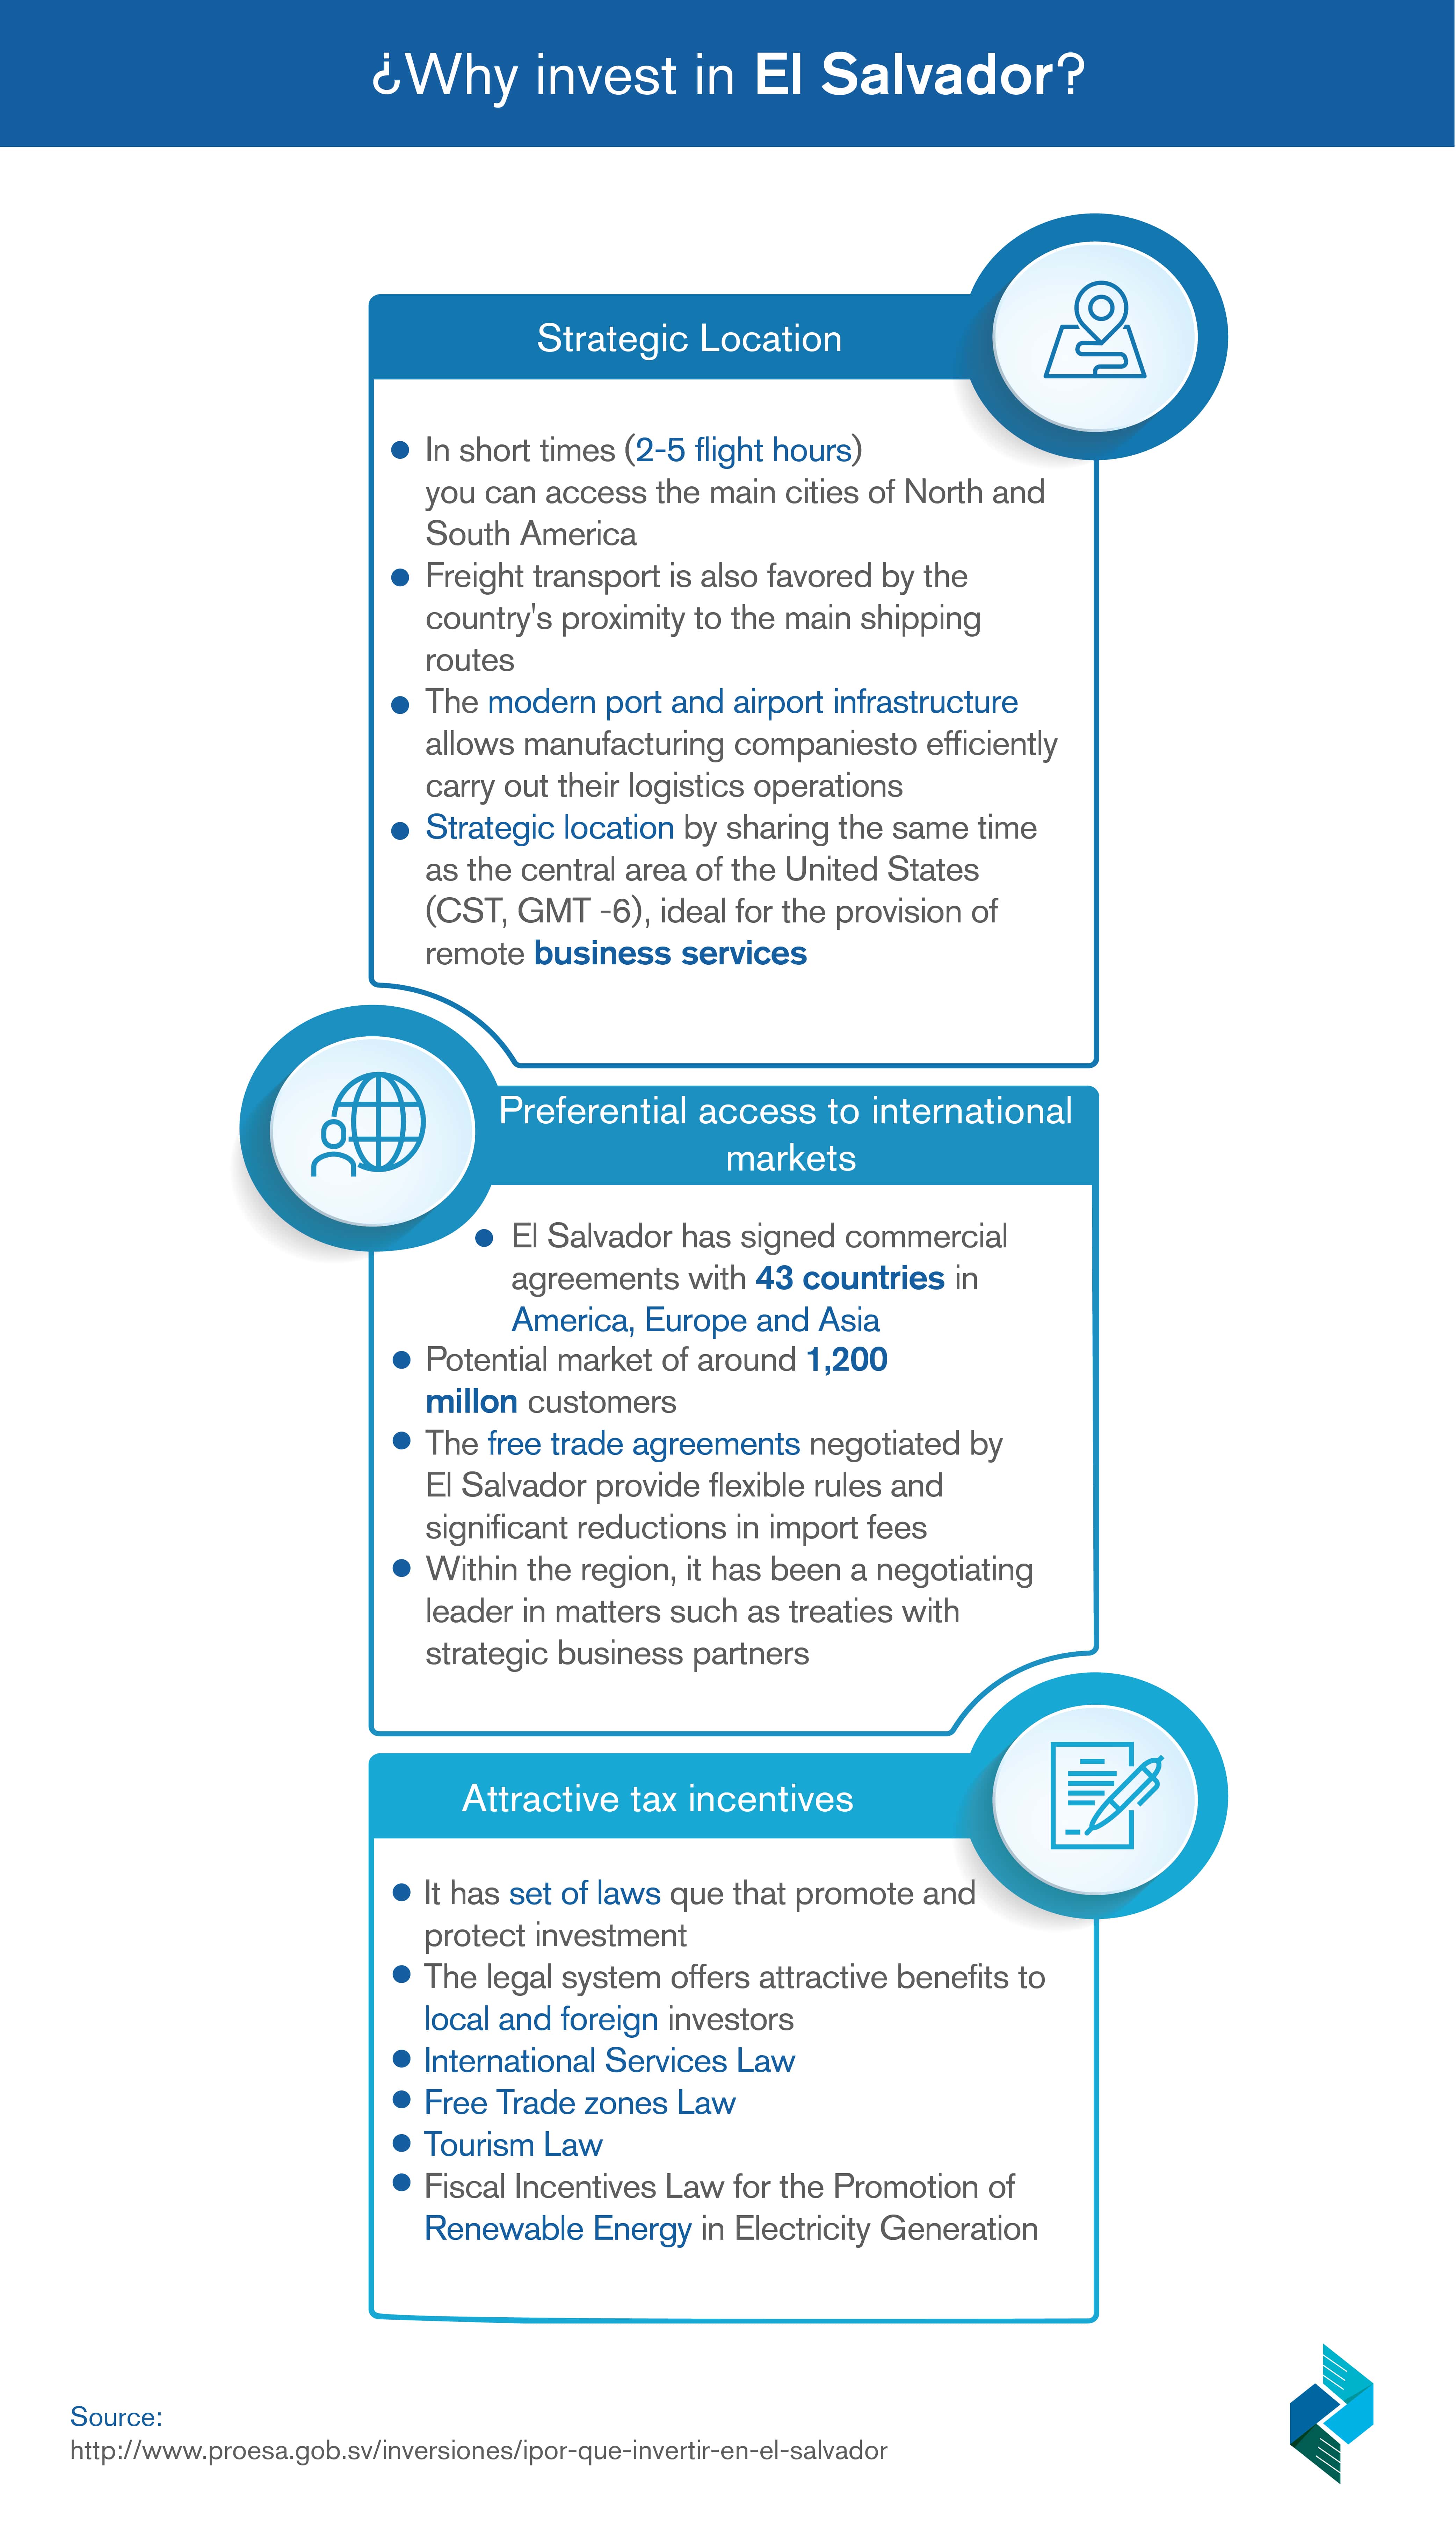 ¿Why invest in El Salvador?
Strategic Location
In short times (2-5 flight hours)
you can access the main cities of North and
South America
Freight transport is also favored by the
country's proximity to the main shipping
routes
The modern port and airport infrastructure
allows manufacturing companiesto efficiently
carry out their logistics operations
Strategic location by sharing the same time
as the central area of the United States
(CST, GMT -6), ideal for the provision of
remote business services
Preferential access to international
markets
El Salvador has signed commercial
agreements with 43 countries in
America, Europe and Asia
Potential market of around 1,200
millon customers
The free trade agreements negotiated by
El Salvador provide flexible rules and
significant reductions in import fees
Within the region, it has been a negotiating
leader in matters such as treaties with
strategic business partners
Attractive tax incentives
It has set of laws que that promote and
protect investment
The legal system offers attractive benefits to
local and foreign investors
International Services Law
Free Trade zones Law
Tourism Law
Fiscal Incentives Law for the Promotion of
Renewable Energy in Electricity Generation
Source:
http://www.proesa.gob.sv/inversiones/ipor-que-invertir-en-el-salvador